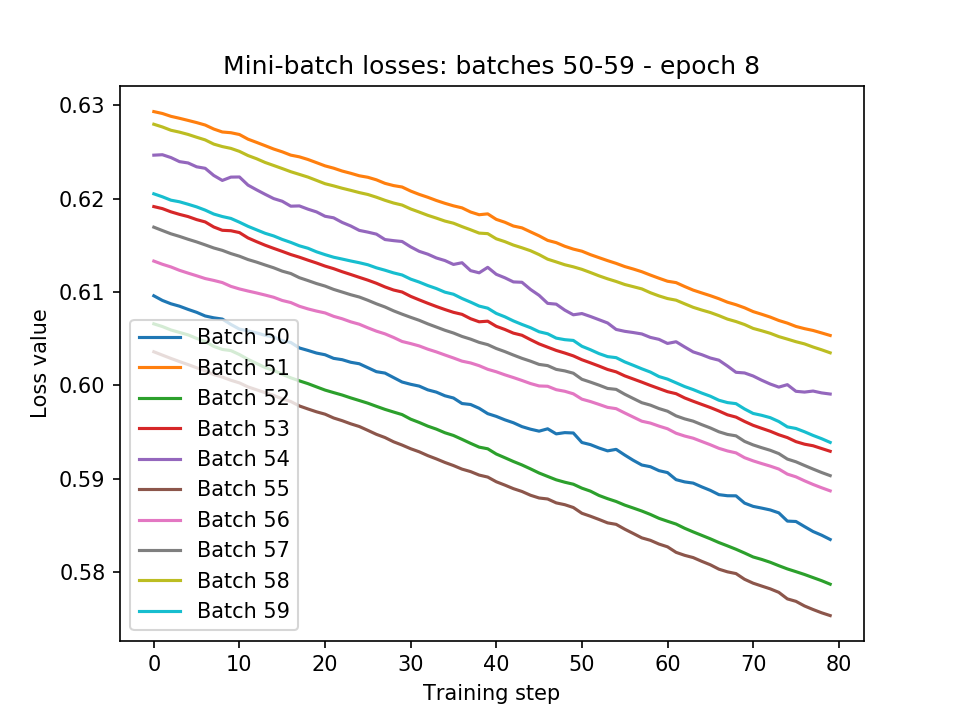 Mini-batch losses: batches 50-59 - epoch 8
0.63
0.62
0.61
0.60
0.59
0.58
Loss value
Batch 50
Batch 51
Batch 52
Batch 53
Batch 54
Batch 55
Batch 56
Batch 57
Batch 58
Batch 59
0 10 20 30 40 50 60 70 80
Training step